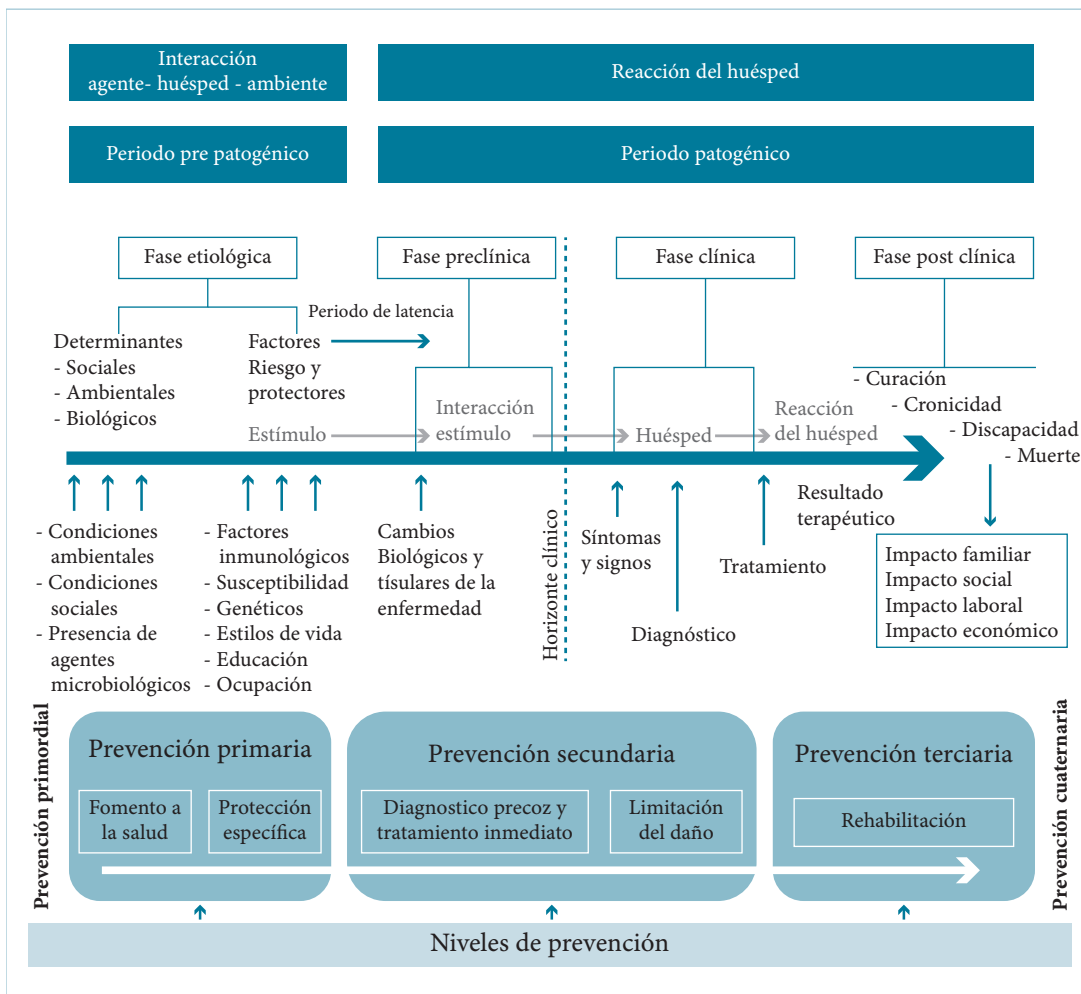 Interacción
agente- huésped - ambiente
Reacción del huésped
Periodo pre patogénico
Periodo patogénico
Fase etiológica
Fase preclínica
Fase clínica
Fase post clínica
Periodo de latencia
Determinantes
- Sociales
- Ambientales
- Biológicos
Factores
Riesgo y
protectores
- Curación
- Cronicidad
- Discapacidad
- Muerte
Estímulo
Interacción
estímulo
Huésped
Reacción
del huésped
Resultado
terapéutico
- Condiciones
ambientales
- Condiciones
sociales
- Presencia de
agentes
microbiológicos
- Factores
inmunológicos
- Susceptibilidad
- Genéticos
- Estilos de vida
- Educación
- Ocupación
Cambios
Biológicos y
tísulares de la
enfermedad
Horizonte clínico
Síntomas
y signos
Diagnóstico
Tratamiento
Impacto familiar
Impacto social
Impacto laboral
Impacto económico
Prevención primordial
Prevención primaria
Fomento a
la salud
Protección
específica
Prevención secundaria
Diagnostico precoz y
tratamiento inmediato
Limitación
del daño
Prevención terciaria
Rehabilitación
Prevención cuaternaria
Niveles de prevención